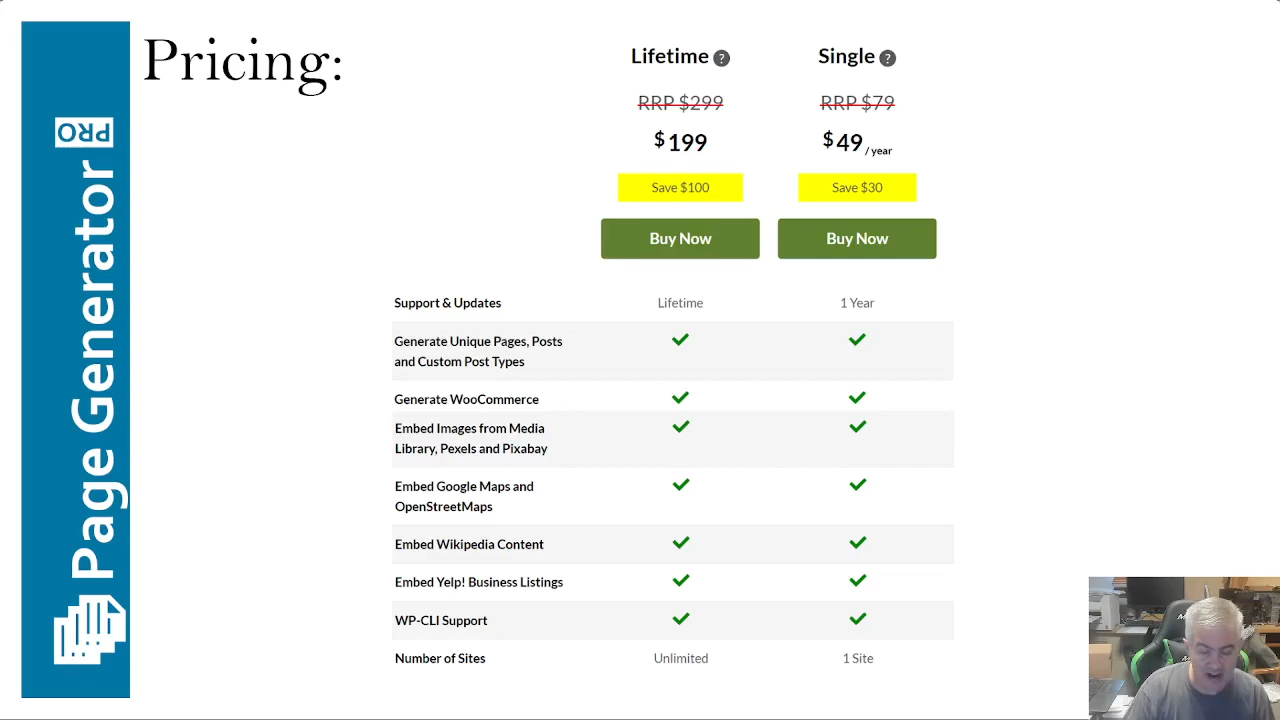 Page Generator PRO
Pricing:
Lifetime ?
Single ?
RRP $299
RRP $79
$199
$49 / year
Save $100
Save $30
Buy Now
Buy Now
Support & Updates
Lifetime
1 Year
Generate Unique Pages, Posts
and Custom Post Types
Generate WooCommerce
Embed Images from Media
Library, Pexels and Pixabay
Embed Google Maps and
OpenStreetMaps
Embed Wikipedia Content
Embed Yelp! Business Listings
WP-CLI Support
Number of Sites
Unlimited
1 Site